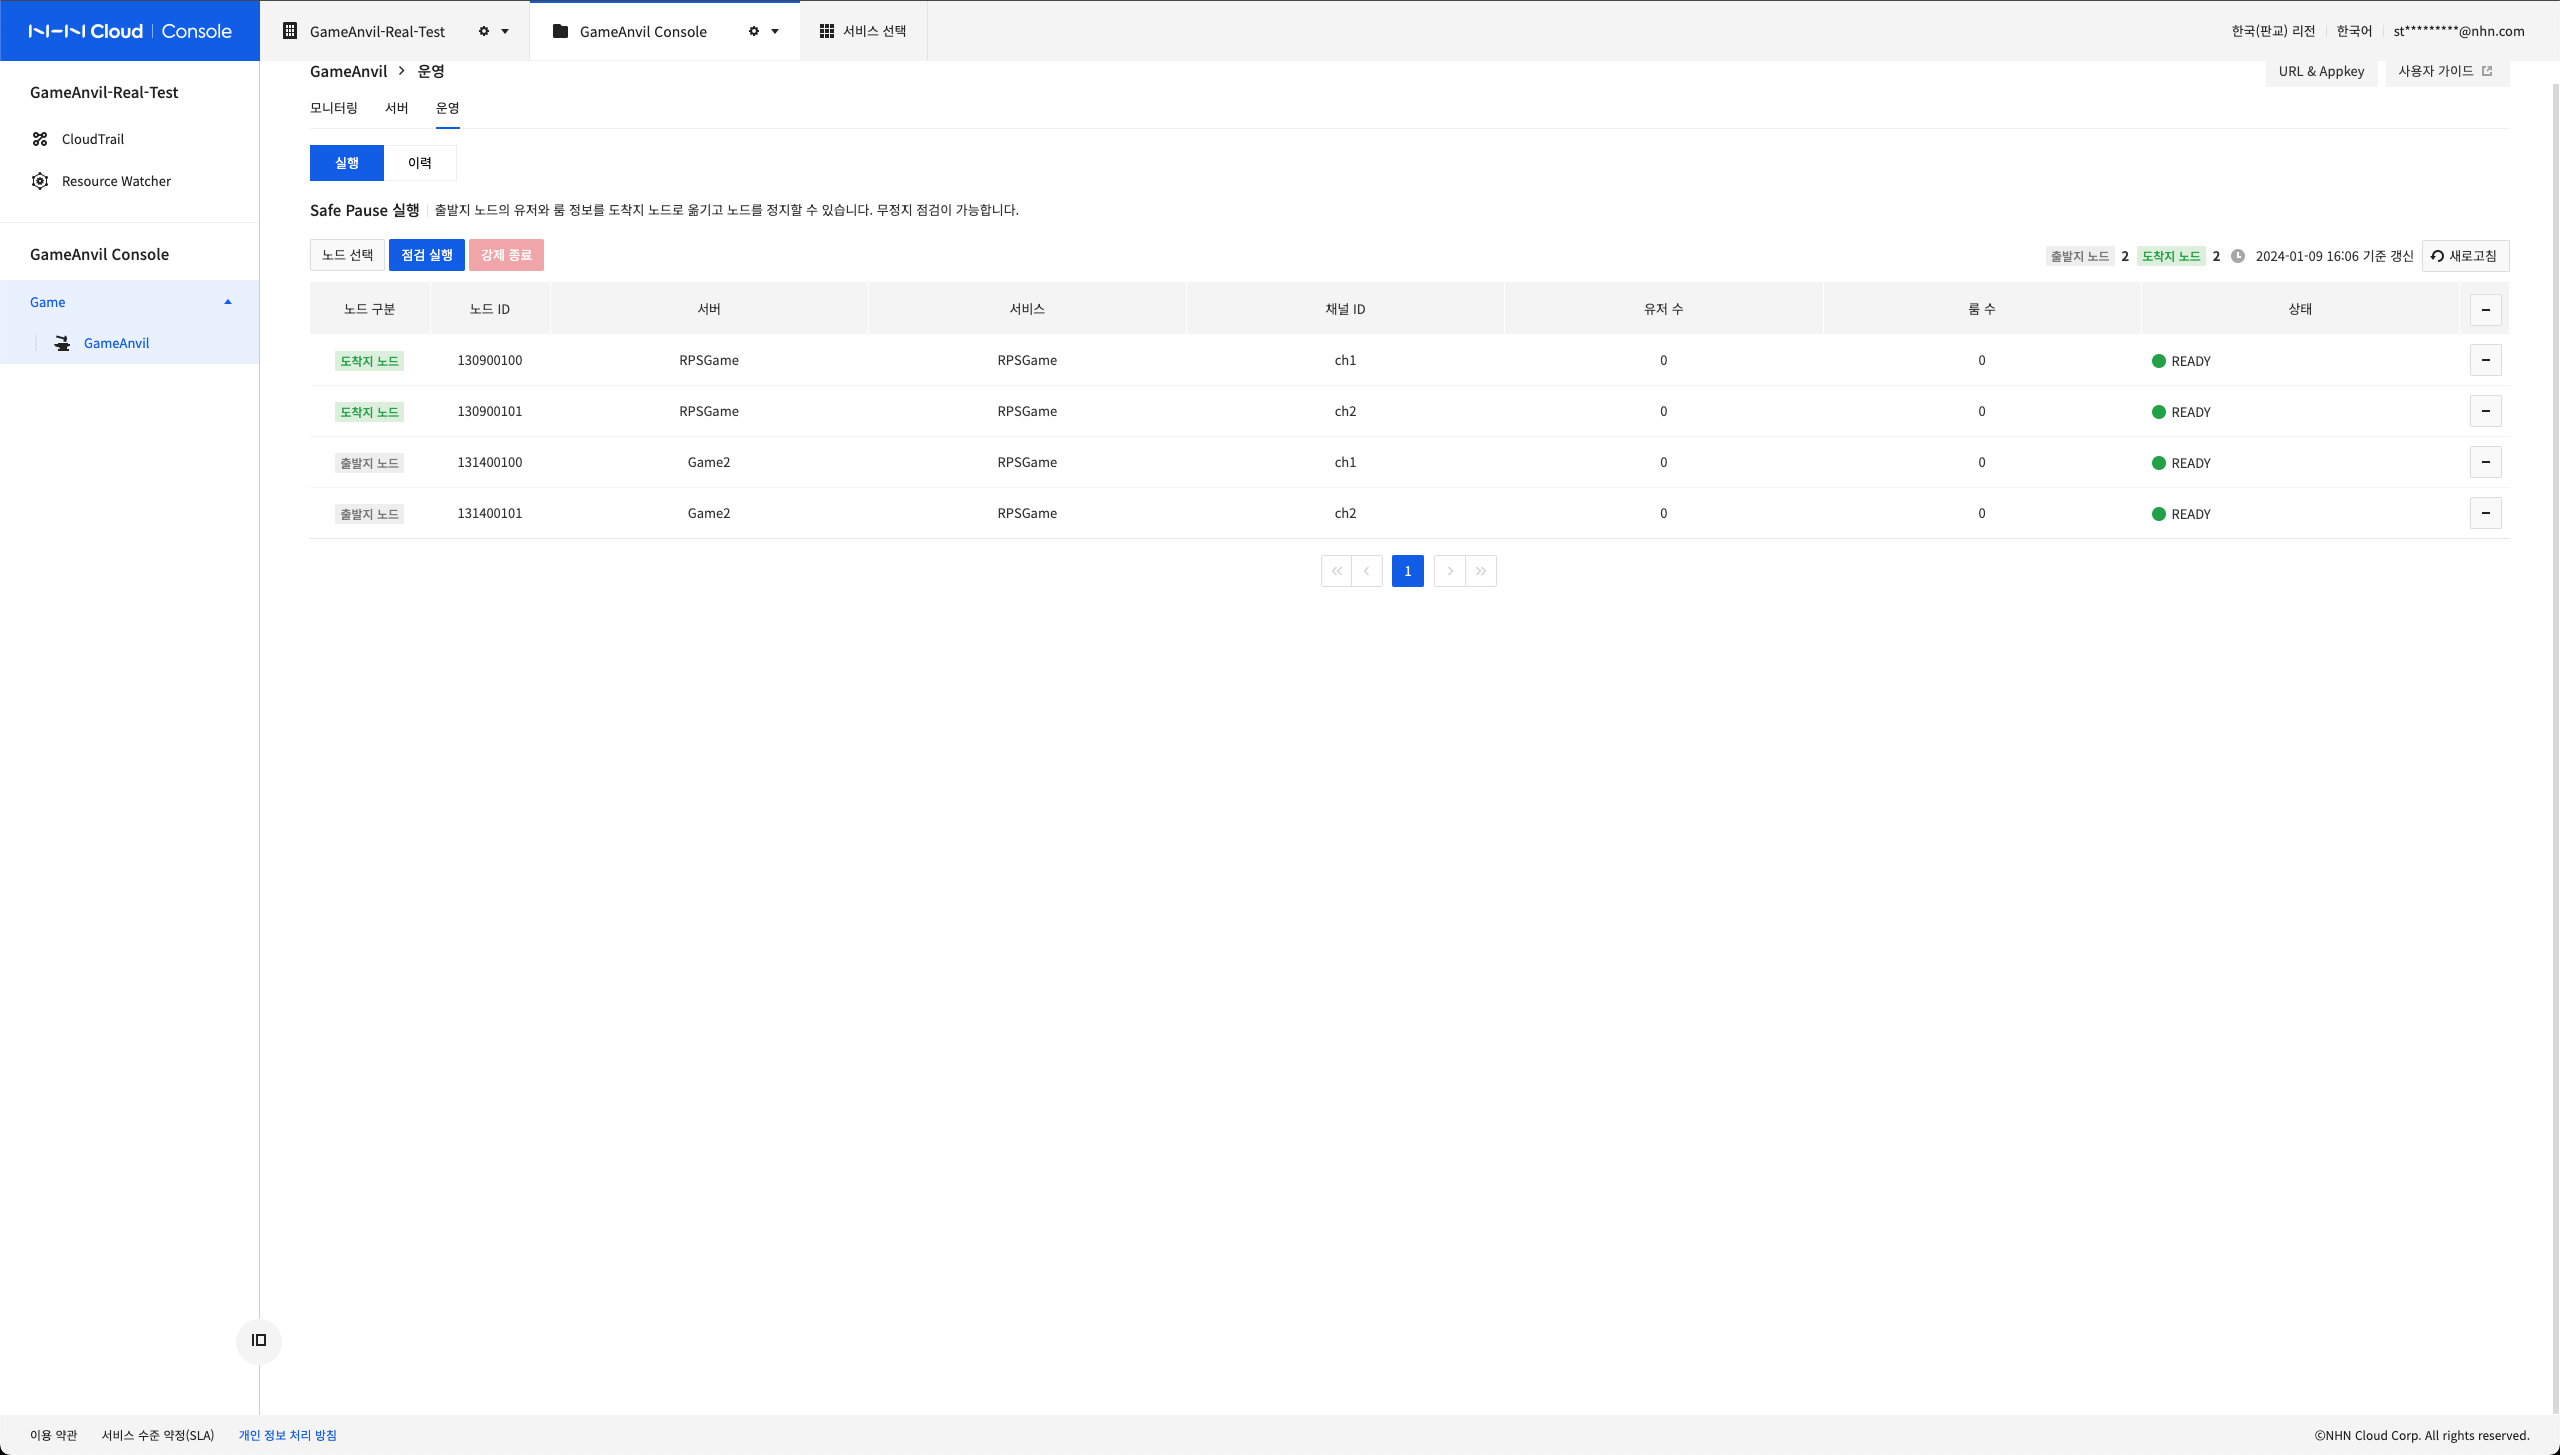 NHN Cloud | Console
GameAnvil-Real-Test
GameAnvil Console
서비스 선택
한국(판교) 리전
한국어
st*********@nhn.com
GameAnvil-Real-Test
CloudTrail
Resource Watcher
GameAnvil Console
Game
GameAnvil
GameAnvil > 운영
URL & Appkey
사용자 가이드
모니터링 서버 운영
실행 이력
Safe Pause 실행 출발지 노드의 유저와 룸 정보를 도착지 노드로 옮기고 노드를 정지할 수 있습니다. 무정지 점검이 가능합니다.
노드 선택 점검 실행 강제 종료
출발지 노드 2 도착지 노드 2 2024-01-09 16:06 기준 갱신 새로고침
노드 구분 노드 ID 서버 서비스 채널 ID 유저 수 룸 수 상태
도착지 노드 130900100 RPSGame RPSGame ch1 0 0 READY
도착지 노드 130900101 RPSGame RPSGame ch2 0 0 READY
출발지 노드 131400100 Game2 RPSGame ch1 0 0 READY
출발지 노드 131400101 Game2 RPSGame ch2 0 0 READY
1
이용 약관 서비스 수준 약정(SLA) 개인 정보 처리 방침
©NHN Cloud Corp. All rights reserved.